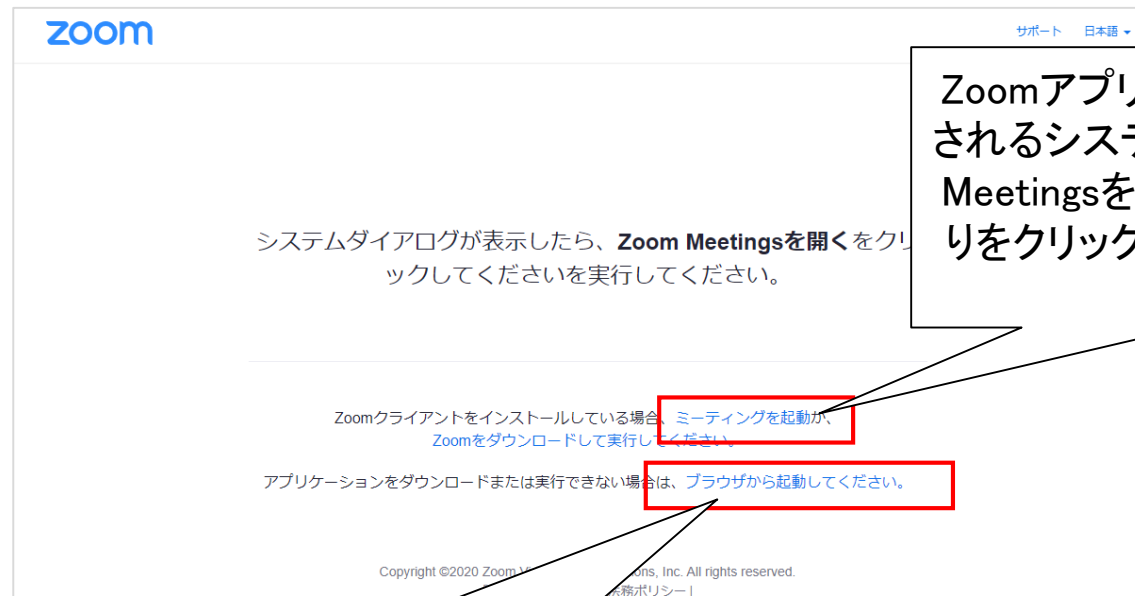 zoom
サポート 日本語
Zoomアプリ
されるシステ
Meetingsを
りをクリック
システムダイアログが表示したら、Zoom Meetingsを開くをクリ
ックしてくださいを実行してください。
Zoomクライアントをインストールしている場合、ミーティングを起動か、
Zoomをダウンロードして実行してください。
アプリケーションをダウンロードまたは実行できない場合は、ブラウザから起動してください。
Copyright ©2020 Zoom Inc. All rights reserved.
務ポリシー |